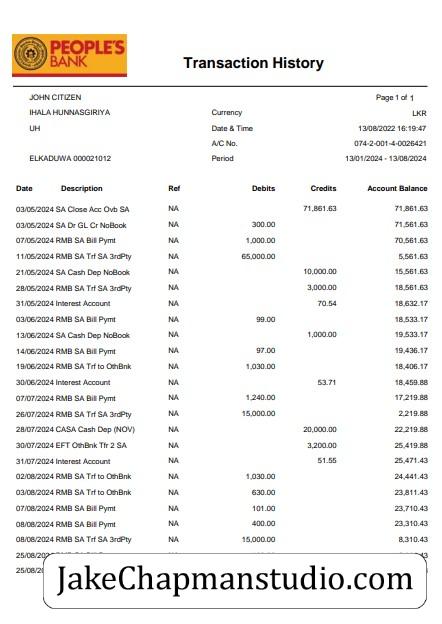 PEOPLE'S
BANK
Transaction History
JOHN CITIZEN Page 1 of 1
IHALA HUNNASGIRIYA Currency LKR
UH Date & Time 13/08/2022 16:19:47
A/C No. 074-2-001-4-0026421
ELKADUWA 000021012 Period 13/01/2024 - 13/08/2024
Date Description Ref Debits Credits Account Balance
03/05/2024 SA Close Acc Ovb SA NA 71,861.63 71,861.63
03/05/2024 SA Dr GL Cr NoBook NA 300.00 71,561.63
07/05/2024 RMB SA Bill Pymt NA 1,000.00 70,561.63
11/05/2024 RMB SA Trf SA 3rdPty NA 65,000.00 5,561.63
21/05/2024 SA Cash Dep NoBook NA 10,000.00 15,561.63
28/05/2024 RMB SA Trf SA 3rdPty NA 3,000.00 18,561.63
31/05/2024 Interest Account NA 70.54 18,632.17
03/06/2024 RMB SA Bill Pymt NA 99.00 18,533.17
13/06/2024 SA Cash Dep NoBook NA 1,000.00 19,533.17
14/06/2024 RMB SA Bill Pymt NA 97.00 19,436.17
19/06/2024 RMB SA Trf to OthBnk NA 1,030.00 18,406.17
30/06/2024 Interest Account NA 53.71 18,459.88
07/07/2024 RMB SA Bill Pymt NA 1,240.00 17,219.88
26/07/2024 RMB SA Trf SA 3rdPty NA 15,000.00 2,219.88
28/07/2024 CASA Cash Dep (NOV) NA 20,000.00 22,219.88
30/07/2024 EFT OthBnk Tfr 2 SA NA 3,200.00 25,419.88
31/07/2024 Interest Account NA 51.55 25,471.43
02/08/2024 RMB SA Trf to OthBnk NA 1,030.00 24,441.43
03/08/2024 RMB SA Trf to OthBnk NA 630.00 23,811.43
07/08/2024 RMB SA Bill Pymt NA 101.00 23,710.43
08/08/2024 RMB SA Bill Pymt NA 400.00 23,310.43
08/08/2024 RMB SA Trf SA 3rdPty NA 15,000.00 8,310.43
JakeChapmanstudio.com